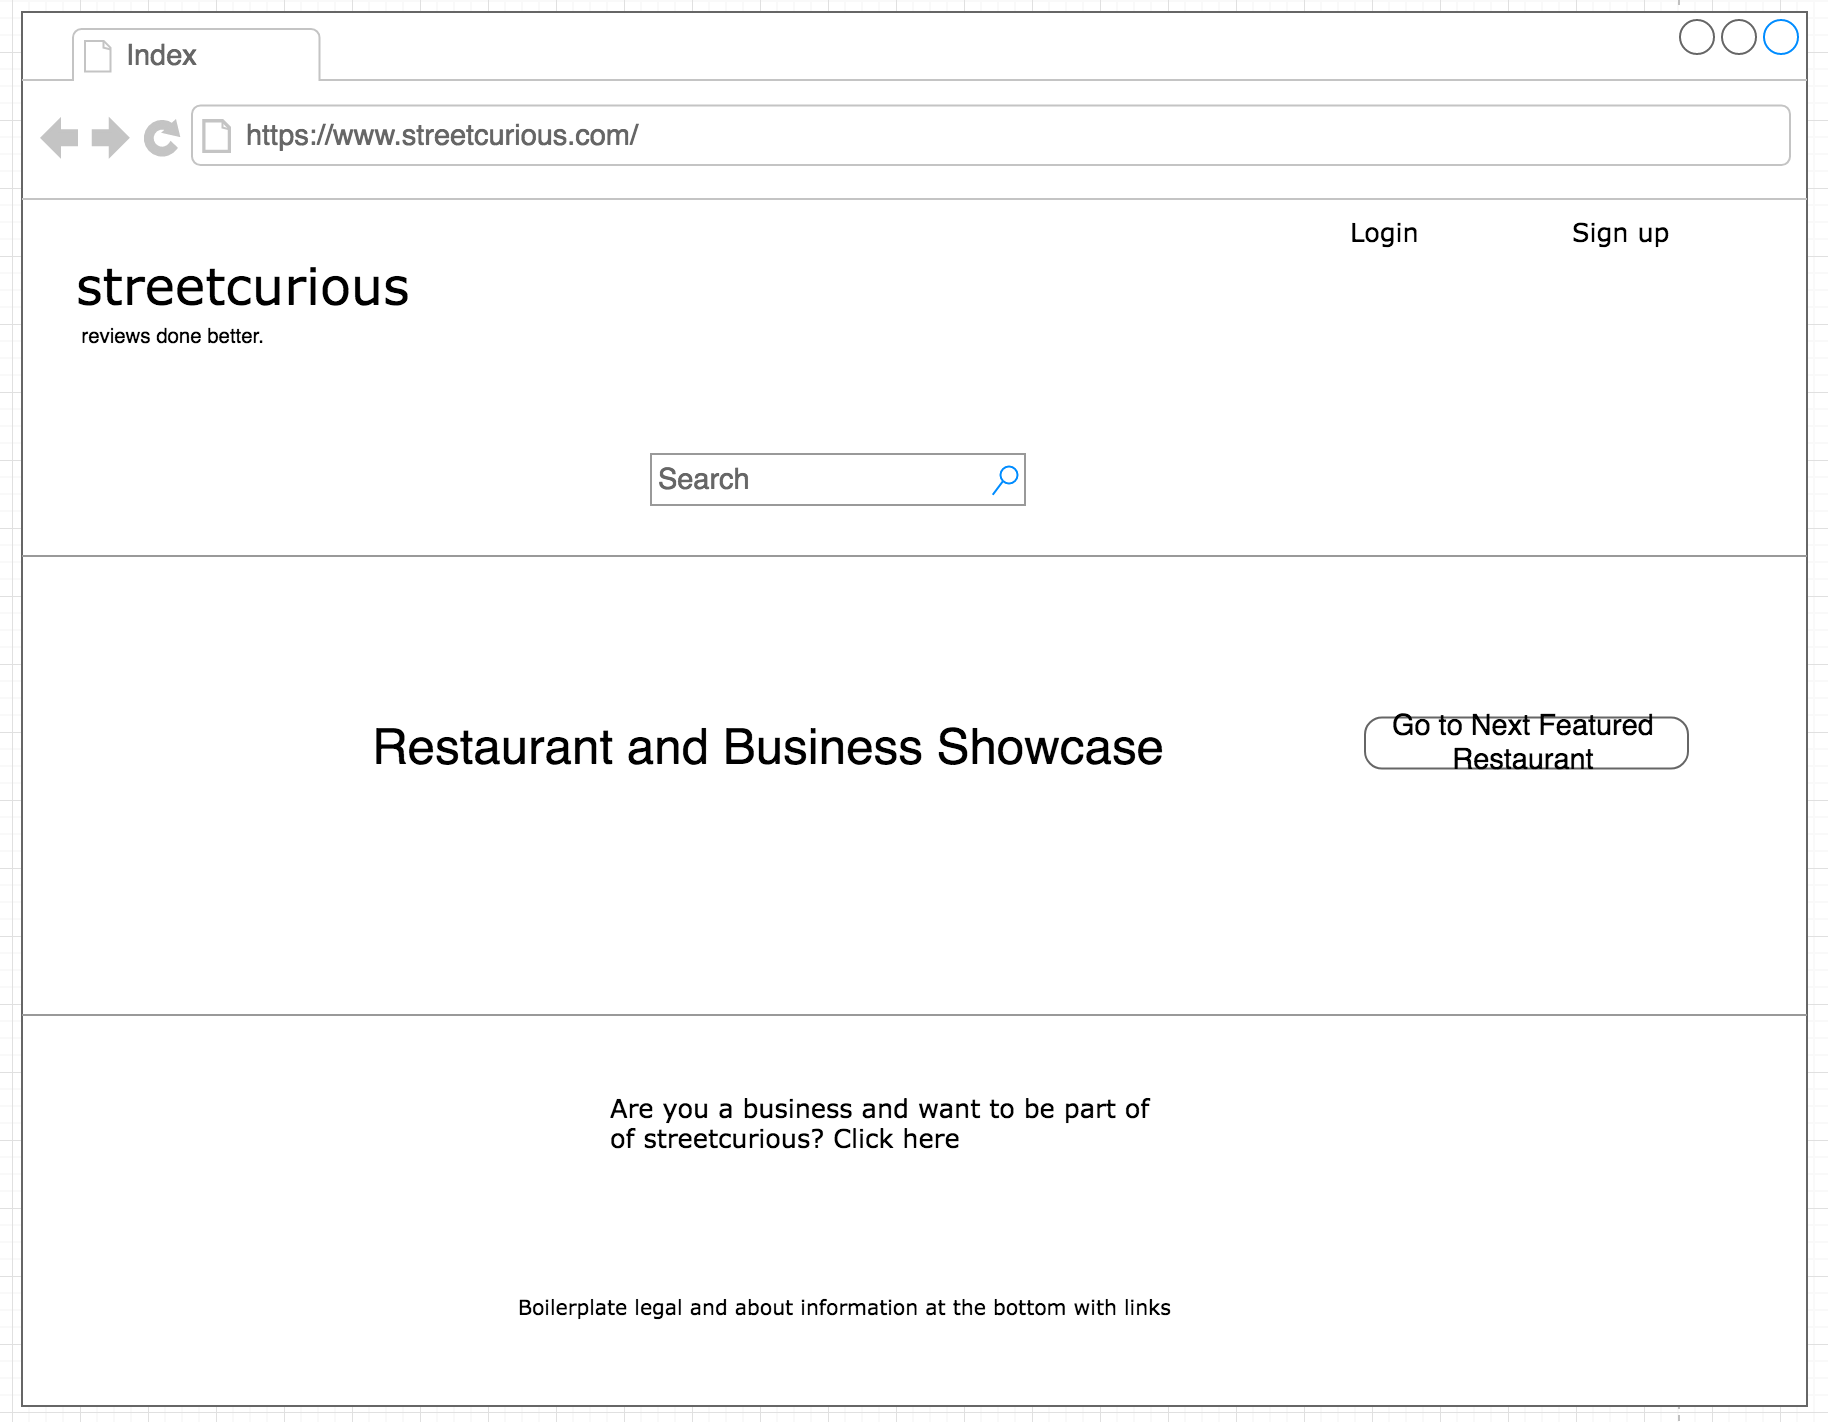 Index
https://www.streetcurious.com/
Login Sign up
streetcurious
reviews done better.
Search
Restaurant and Business Showcase
Go to Next Featured
Restaurant
Are you a business and want to be part of
of streetcurious? Click here
Boilerplate legal and about information at the bottom with links